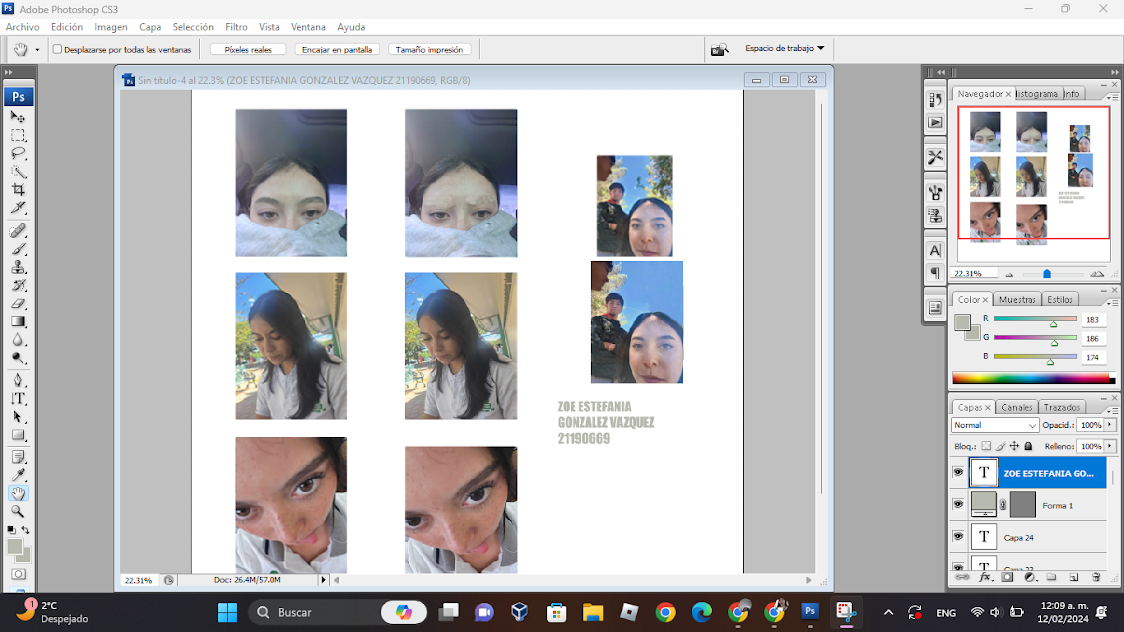 Adobe Photoshop CS3
Archivo Edición Imagen Capa Selección Filtro Vista Ventana Ayuda
Desplazarse por todas las ventanas Píxeles reales Encajar en pantalla Tamaño impresión Espacio de trabajo
Ps
Sin título-4 al 22.3% (ZOE ESTEFANIA GONZALEZ VAZQUEZ 21190669, RGB/8)
Navegador istograma Info
22.31%
Color Muestras Estilos
R 183
G 186
B 174
Capas Canales Trazados
Normal Opacid.: 100%
Bloq.: Relleno: 100%
T ZOE ESTEFANIA GO...
Forma 1
T Capa 24
ZOE ESTEFANIA
GONZALEZ VAZQUEZ
21190669
22.31% Doc: 26.4M/57.0M
1 2°C
Despejado
Buscar
ENG
12:09 a. m.
12/02/2024